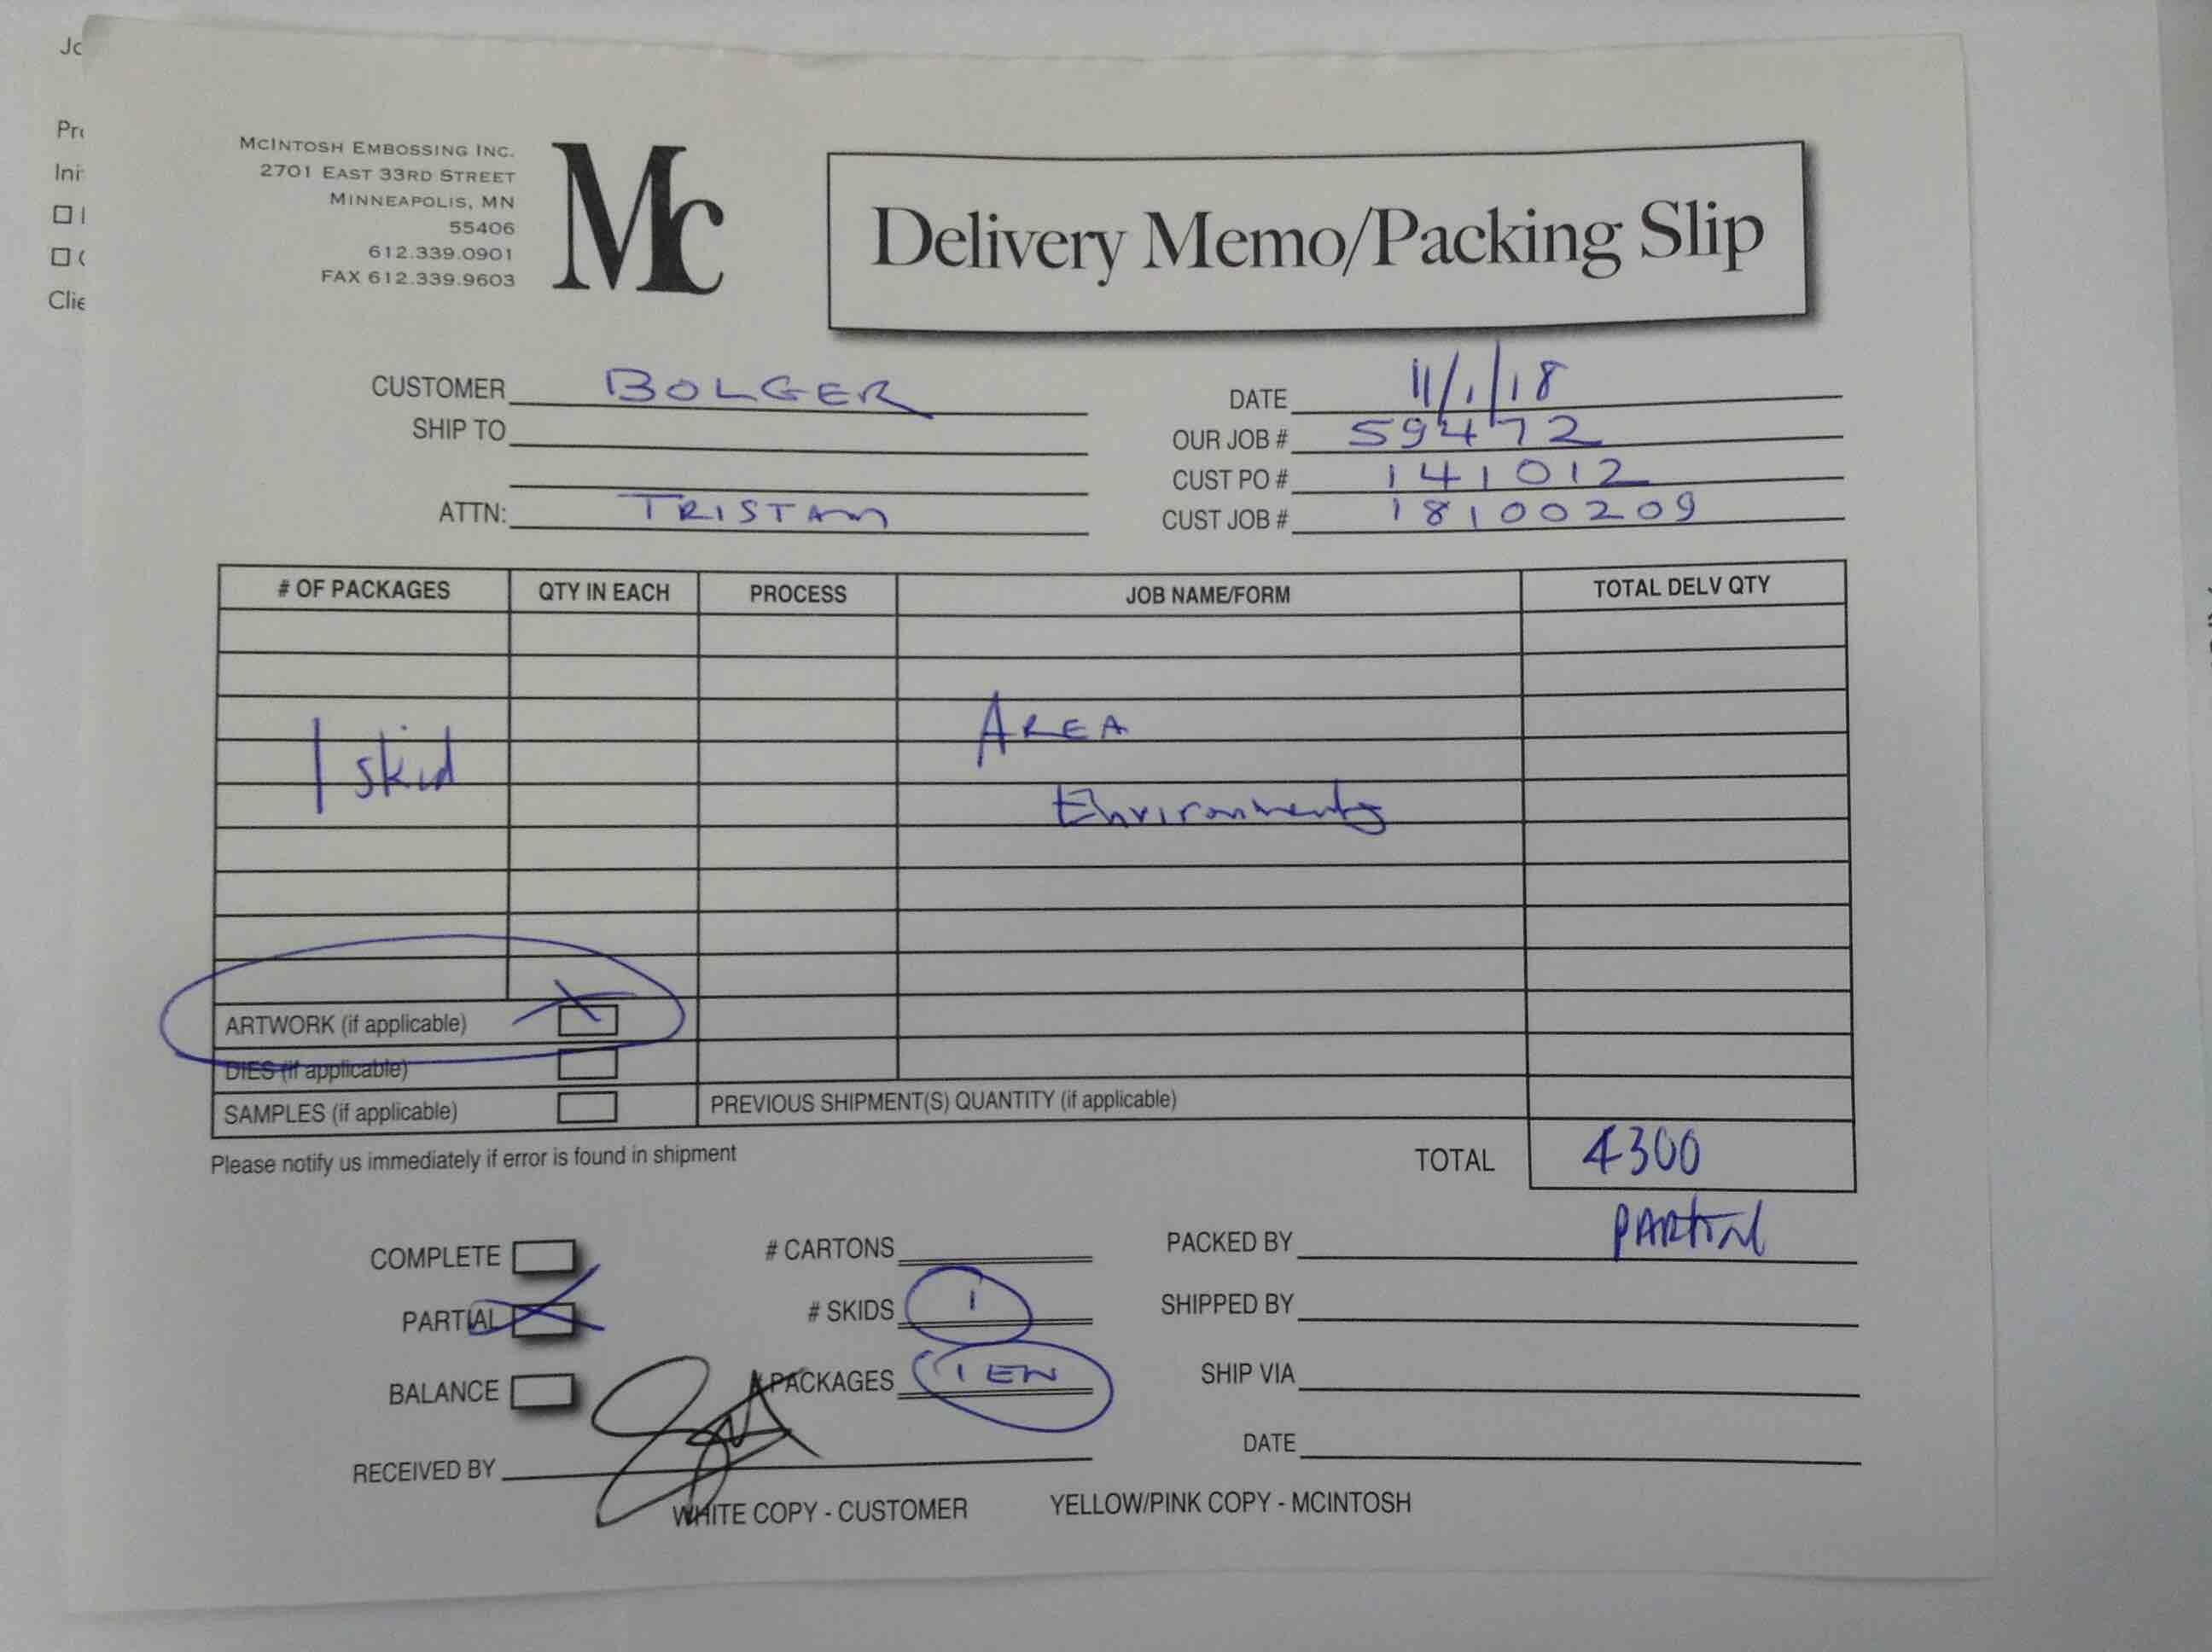 Jc
Pr
Ini
Clie
McIntosh Embossing Inc.
2701 East 33rd Street
Minneapolis, MN
55406
612.339.0901
FAX 612.339.9603
Mc
Delivery Memo/Packing Slip
CUSTOMER BOLGER
SHIP TO
ATTN: TRISTAN
DATE 11/1/18
OUR JOB # 59472
CUST PO # 141012
CUST JOB # 18100209
# OF PACKAGES QTY IN EACH PROCESS JOB NAME/FORM TOTAL DELV QTY
AREA
1 skid
Environments
ARTWORK (if applicable) X
DIES (if applicable)
SAMPLES (if applicable) PREVIOUS SHIPMENT(S) QUANTITY (if applicable)
Please notify us immediately if error is found in shipment TOTAL 4300
PARTIAL
COMPLETE # CARTONS PACKED BY
PARTIAL X # SKIDS 1 SHIPPED BY
BALANCE # PACKAGES TEN SHIP VIA
DATE
RECEIVED BY
WHITE COPY - CUSTOMER YELLOW/PINK COPY - MCINTOSH